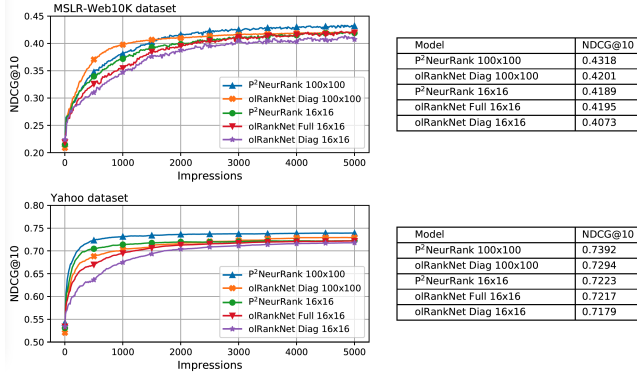 MSLR-Web10K dataset
0.45
0.40
0.35
0.30
0.25
0.20
NDCG@10
P²NeurRank 100x100
olRankNet Diag 100x100
P²NeurRank 16x16
olRankNet Full 16x16
olRankNet Diag 16x16
0 1000 2000 3000 4000 5000
Impressions
Model NDCG@10
P²NeurRank 100x100 0.4318
olRankNet Diag 100x100 0.4201
P²NeurRank 16x16 0.4189
olRankNet Full 16x16 0.4195
olRankNet Diag 16x16 0.4073
Yahoo dataset
0.80
0.75
0.70
0.65
0.60
0.55
0.50
NDCG@10
P²NeurRank 100x100
olRankNet Diag 100x100
P²NeurRank 16x16
olRankNet Full 16x16
olRankNet Diag 16x16
0 1000 2000 3000 4000 5000
Impressions
Model NDCG@10
P²NeurRank 100x100 0.7392
olRankNet Diag 100x100 0.7294
P²NeurRank 16x16 0.7223
olRankNet Full 16x16 0.7217
olRankNet Diag 16x16 0.7179